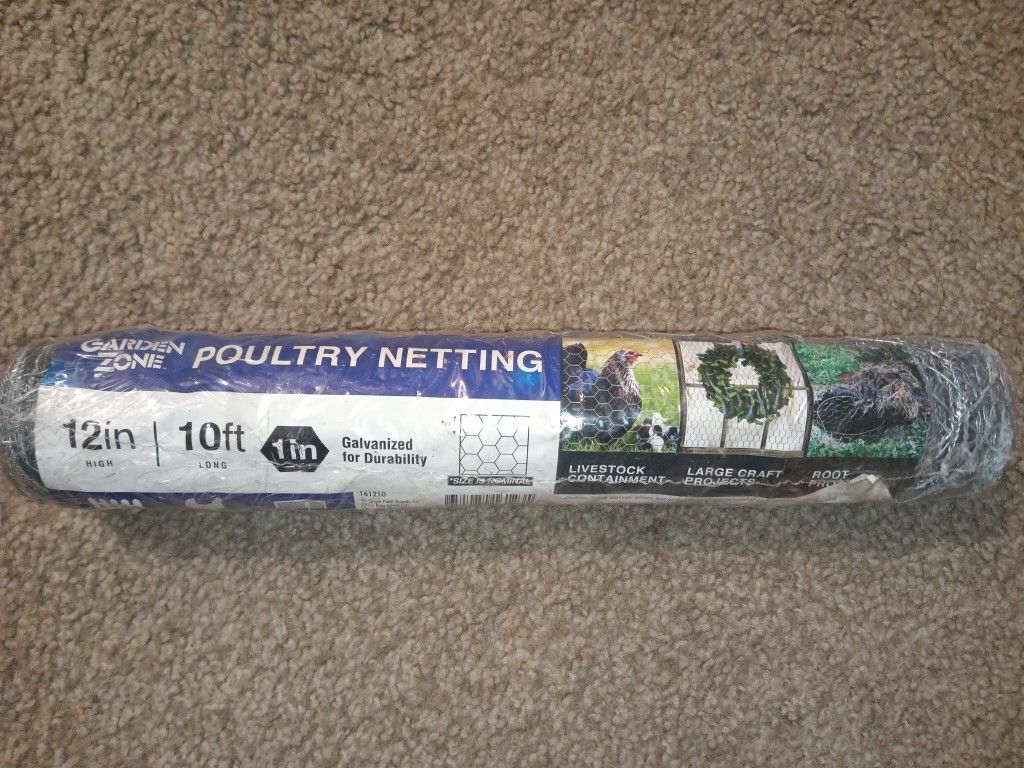 GARDEN
ZONE
POULTRY NETTING
12in
HIGH
10ft
LONG
1in
Galvanized
for Durability
1in
*SIZE IS NOMINAL
LIVESTOCK
CONTAINMENT
LARGE CRAFT
PROJECTS
ROOT
161210